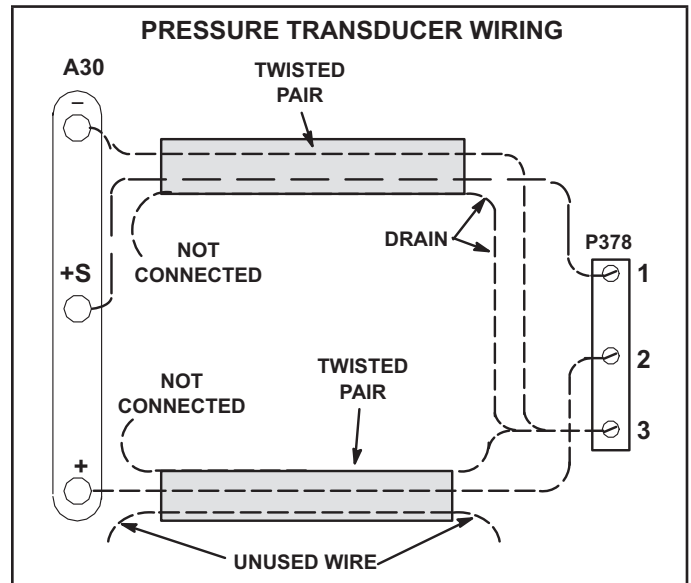 PRESSURE TRANSDUCER WIRING
A30
TWISTED
PAIR
–
NOT
CONNECTED
DRAIN
P378
+S
1
2
3
NOT
CONNECTED
TWISTED
PAIR
+
UNUSED WIRE